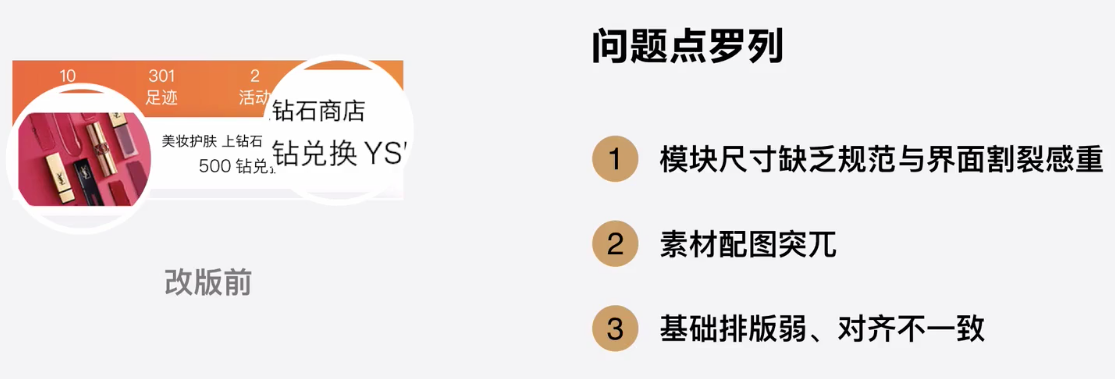 问题点罗列
10 301 2
足迹 活动
钻石商店
美妆护肤 上钻石
钻兑换 YS
500 钻兑
改版前
1 模块尺寸缺乏规范与界面割裂感重
2 素材配图突兀
3 基础排版弱、对齐不一致